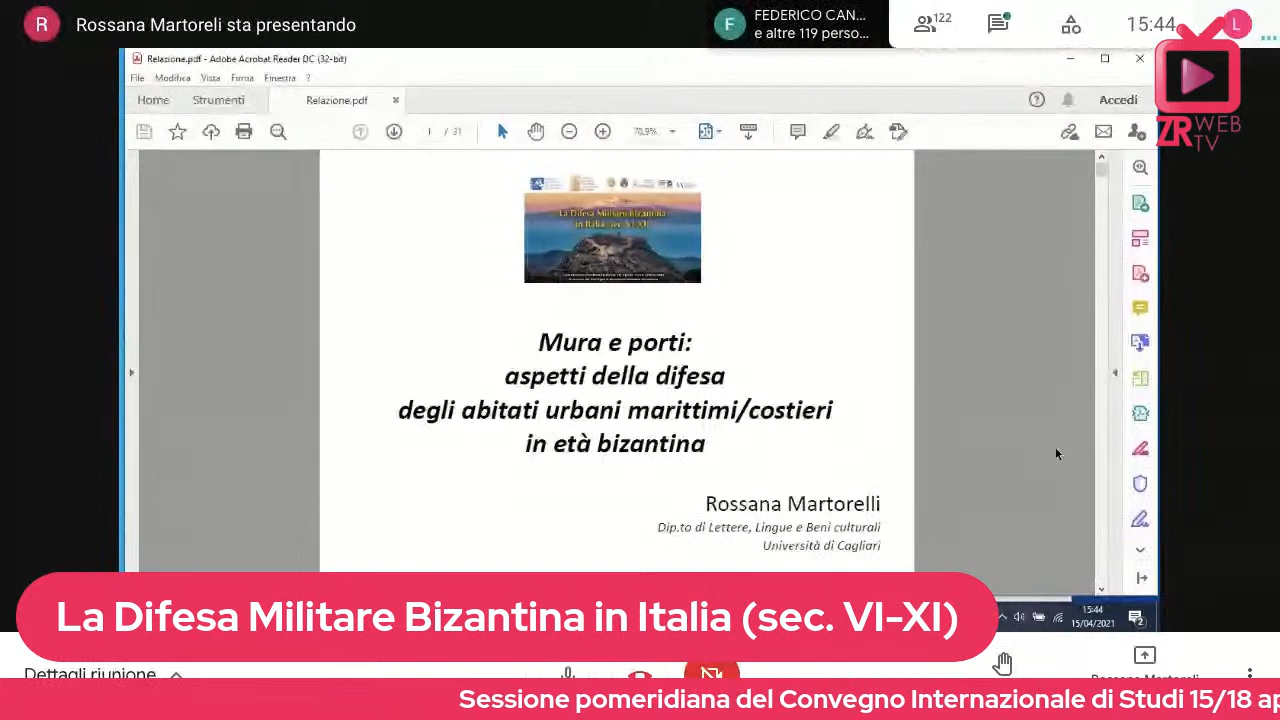 R Rossana Martoreli sta presentando
F FEDERICO CAN...
e altre 119 perso...
122
15:44
L
Relazione.pdf - Adobe Acrobat Reader DC (32-bit)
File Modifica Vista Firma Finestra ?
Home Strumenti Relazione.pdf × Accedi
1 / 31 70,9%
ZR WEB
TV
La Difesa Militare Bizantina
in Italia (sec. VI-XI)
Mura e porti:
aspetti della difesa
degli abitati urbani marittimi/costieri
in età bizantina
Rossana Martorelli
Dip.to di Lettere, Lingue e Beni culturali
Università di Cagliari
La Difesa Militare Bizantina in Italia (sec. VI-XI)
15:44
15/04/2021
2
Dettagli riunione
Rossana Martorelli
Sessione pomeridiana del Convegno Internazionale di Studi 15/18 ap